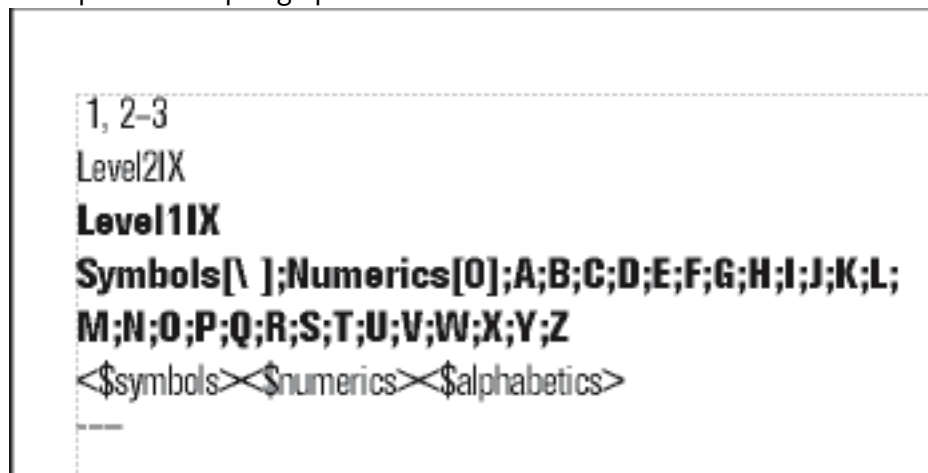 1, 2–3
Level2IX
Level1IX
Symbols[\ ];Numerics[0];A;B;C;D;E;F;G;H;I;J;K;L;
M;N;O;P;Q;R;S;T;U;V;W;X;Y;Z
<$symbols><$numerics><$alphabetics>